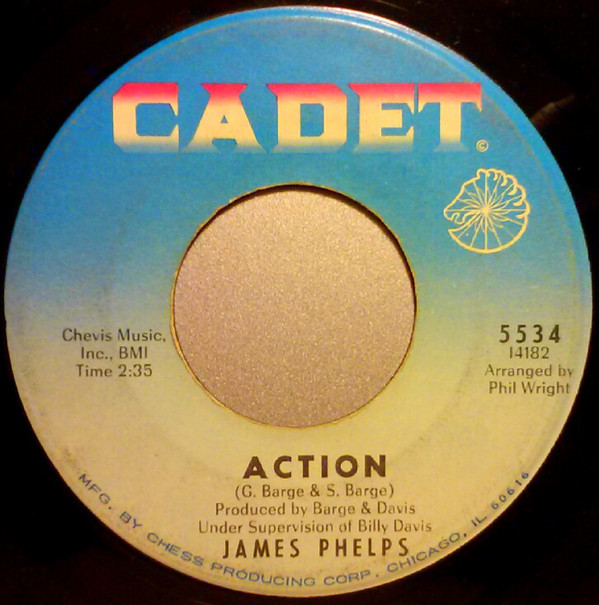 CADET
©
Chevis Music,
Inc., BMI
Time 2:35
5534
14182
Arranged by
Phil Wright
ACTION
(G. Barge & S. Barge)
Produced by Barge & Davis
Under Supervision of Billy Davis
JAMES PHELPS
MFG. BY CHESS PRODUCING CORP. CHICAGO, IL 60616